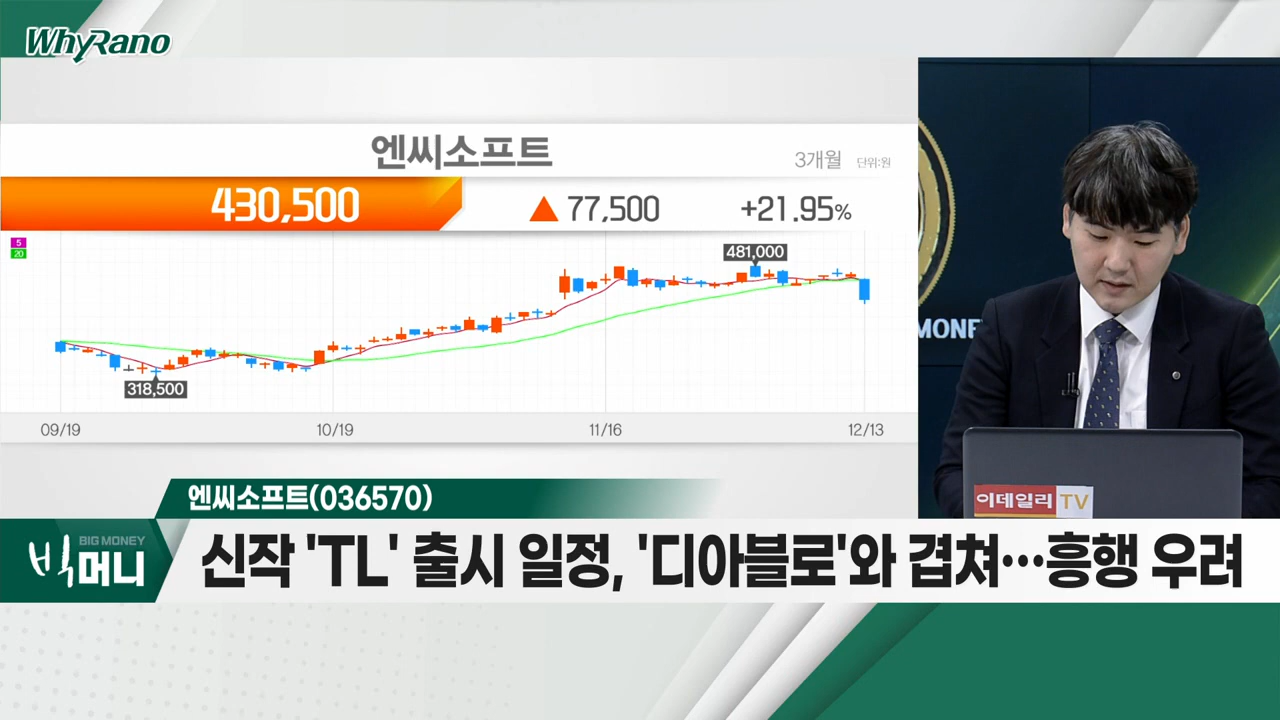 WhyRano
엔씨소프트
3개월 단위:원
430,500 ▲ 77,500 +21.95%
5
20
481,000
318,500
09/19 10/19 11/16 12/13
MONE
이데일리 TV
엔씨소프트(036570)
BIG MONEY
빅머니
신작 'TL' 출시 일정, '디아블로'와 겹쳐…흥행 우려